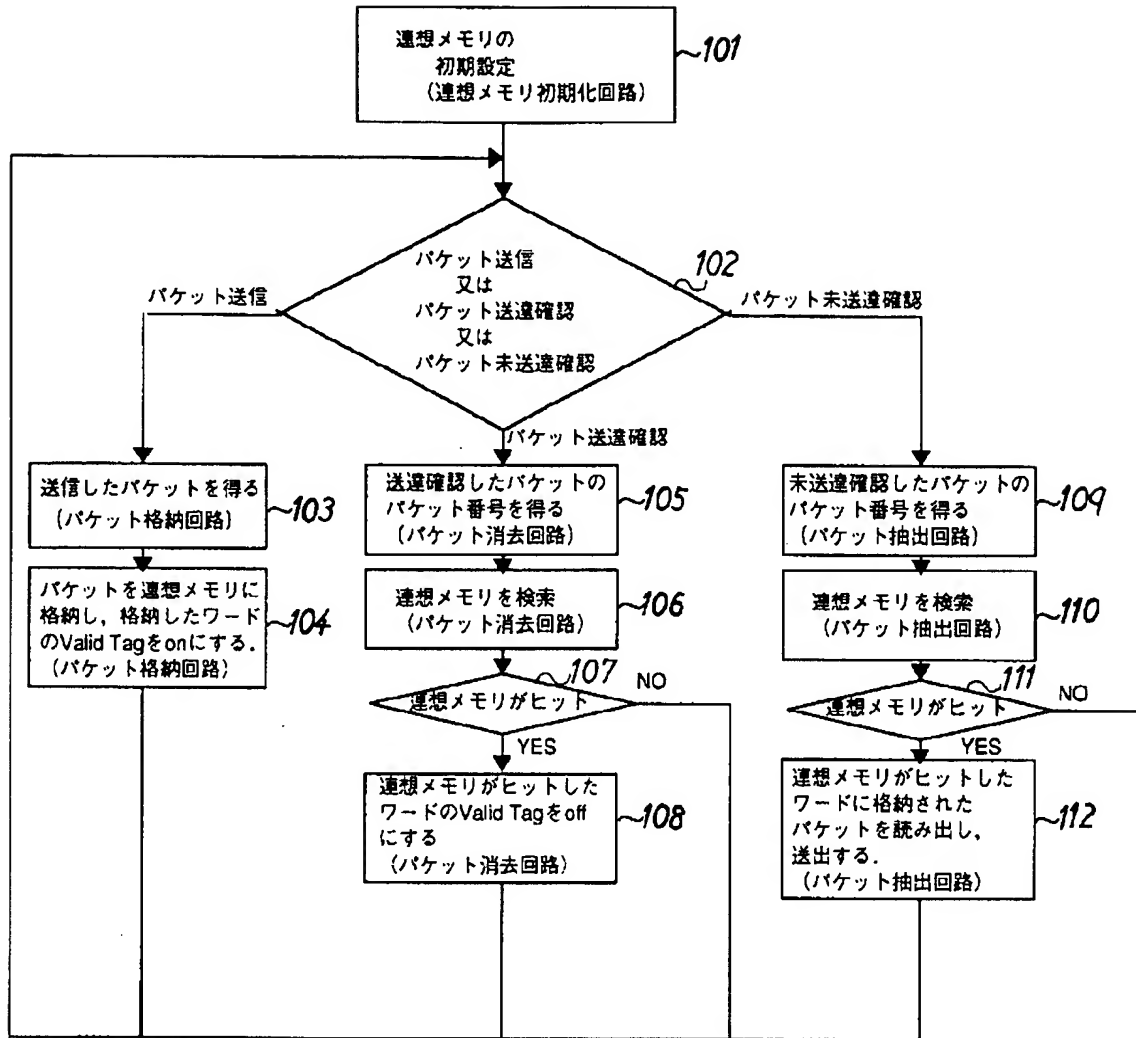 連想メモリの
初期設定
(連想メモリ初期化回路)
101
パケット送信
又は
パケット送達確認
又は
パケット未送達確認
102
パケット送信
パケット未送達確認
パケット送達確認
送信したパケットを得る
(パケット格納回路)
103
パケットを連想メモリに
格納し,格納したワード
のValid Tagをonにする.
(パケット格納回路)
104
送達確認したパケットの
パケット番号を得る
(パケット消去回路)
105
連想メモリを検索
(パケット消去回路)
106
107
連想メモリがヒット
NO
YES
連想メモリがヒットした
ワードのValid Tagをoff
にする
(パケット消去回路)
108
未送達確認したパケットの
パケット番号を得る
(パケット抽出回路)
109
連想メモリを検索
(パケット抽出回路)
110
111
連想メモリがヒット
NO
YES
連想メモリがヒットした
ワードに格納された
パケットを読み出し,
送出する.
(パケット抽出回路)
112